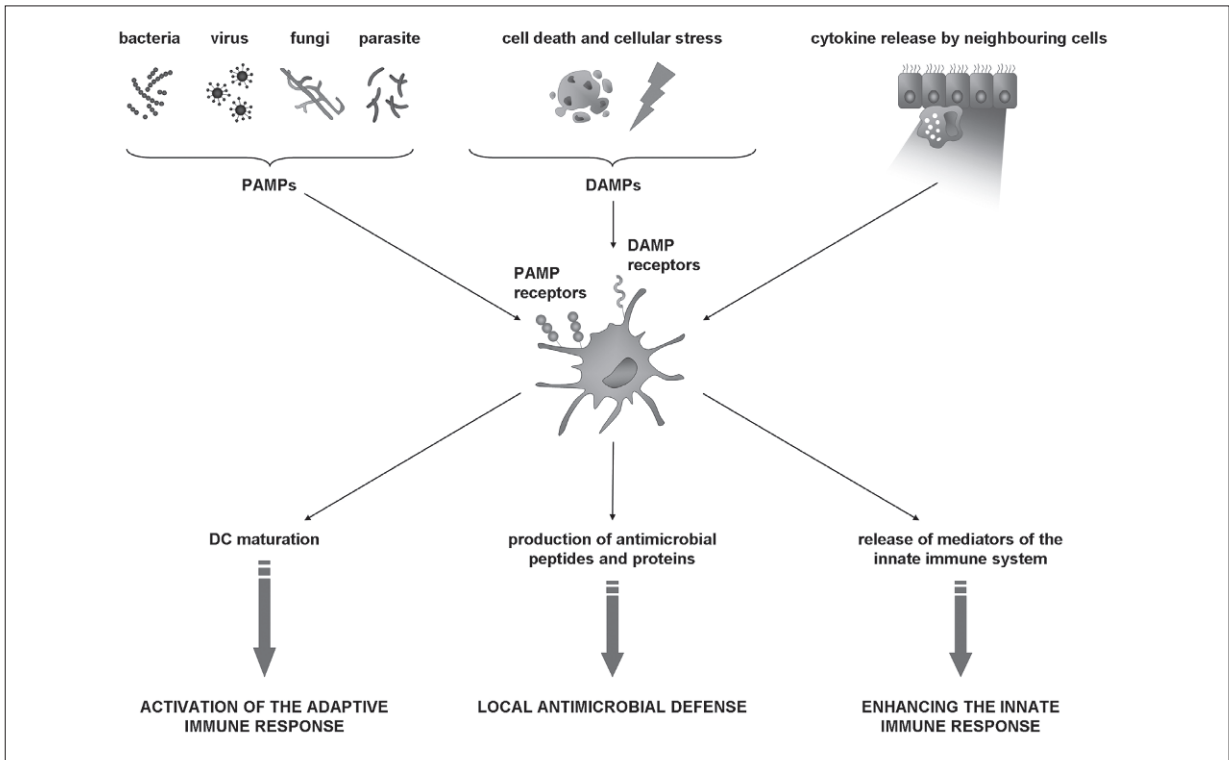 bacteria virus fungi parasite
cell death and cellular stress
cytokine release by neighbouring cells
PAMPs
DAMPs
DAMP
receptors
PAMP
receptors
DC maturation
production of antimicrobial
peptides and proteins
release of mediators of the
innate immune system
ACTIVATION OF THE ADAPTIVE
IMMUNE RESPONSE
LOCAL ANTIMICROBIAL DEFENSE
ENHANCING THE INNATE
IMMUNE RESPONSE